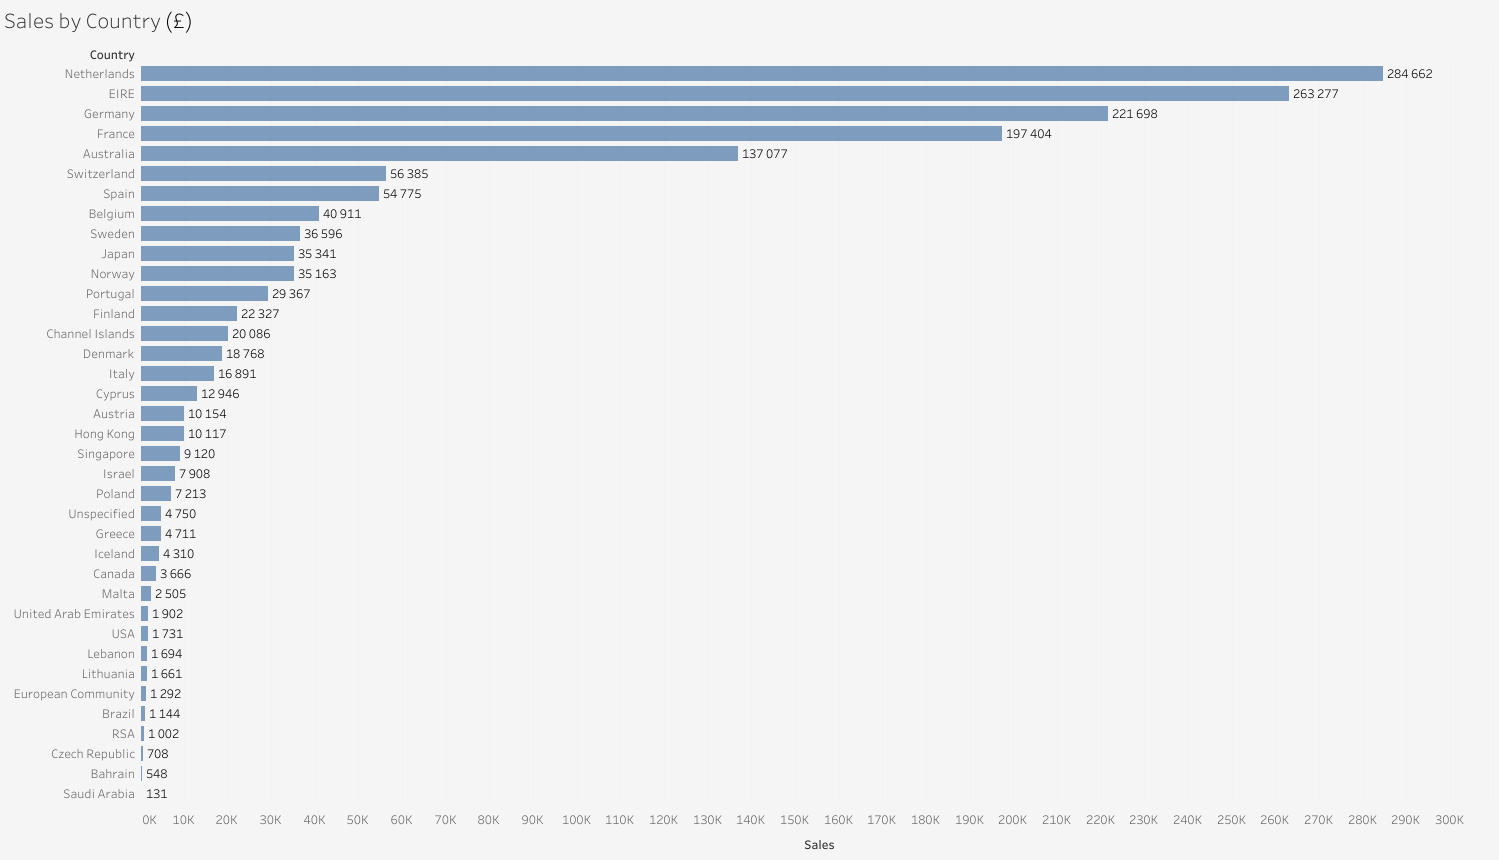 Sales by Country (£)
Country
Netherlands 284 662
EIRE 263 277
Germany 221 698
France 197 404
Australia 137 077
Switzerland 56 385
Spain 54 775
Belgium 40 911
Sweden 36 596
Japan 35 341
Norway 35 163
Portugal 29 367
Finland 22 327
Channel Islands 20 086
Denmark 18 768
Italy 16 891
Cyprus 12 946
Austria 10 154
Hong Kong 10 117
Singapore 9 120
Israel 7 908
Poland 7 213
Unspecified 4 750
Greece 4 711
Iceland 4 310
Canada 3 666
Malta 2 505
United Arab Emirates 1 902
USA 1 731
Lebanon 1 694
Lithuania 1 661
European Community 1 292
Brazil 1 144
RSA 1 002
Czech Republic 708
Bahrain 548
Saudi Arabia 131
0K 10K 20K 30K 40K 50K 60K 70K 80K 90K 100K 110K 120K 130K 140K 150K 160K 170K 180K 190K 200K 210K 220K 230K 240K 250K 260K 270K 280K 290K 300K
Sales